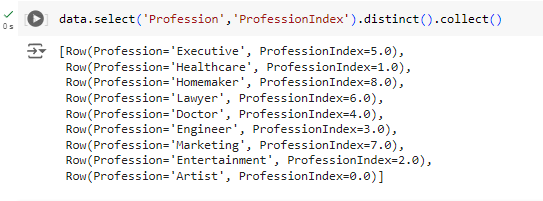 data.select('Profession','ProfessionIndex').distinct().collect()
0s
[Row(Profession='Executive', ProfessionIndex=5.0),
Row(Profession='Healthcare', ProfessionIndex=1.0),
Row(Profession='Homemaker', ProfessionIndex=8.0),
Row(Profession='Lawyer', ProfessionIndex=6.0),
Row(Profession='Doctor', ProfessionIndex=4.0),
Row(Profession='Engineer', ProfessionIndex=3.0),
Row(Profession='Marketing', ProfessionIndex=7.0),
Row(Profession='Entertainment', ProfessionIndex=2.0),
Row(Profession='Artist', ProfessionIndex=0.0)]